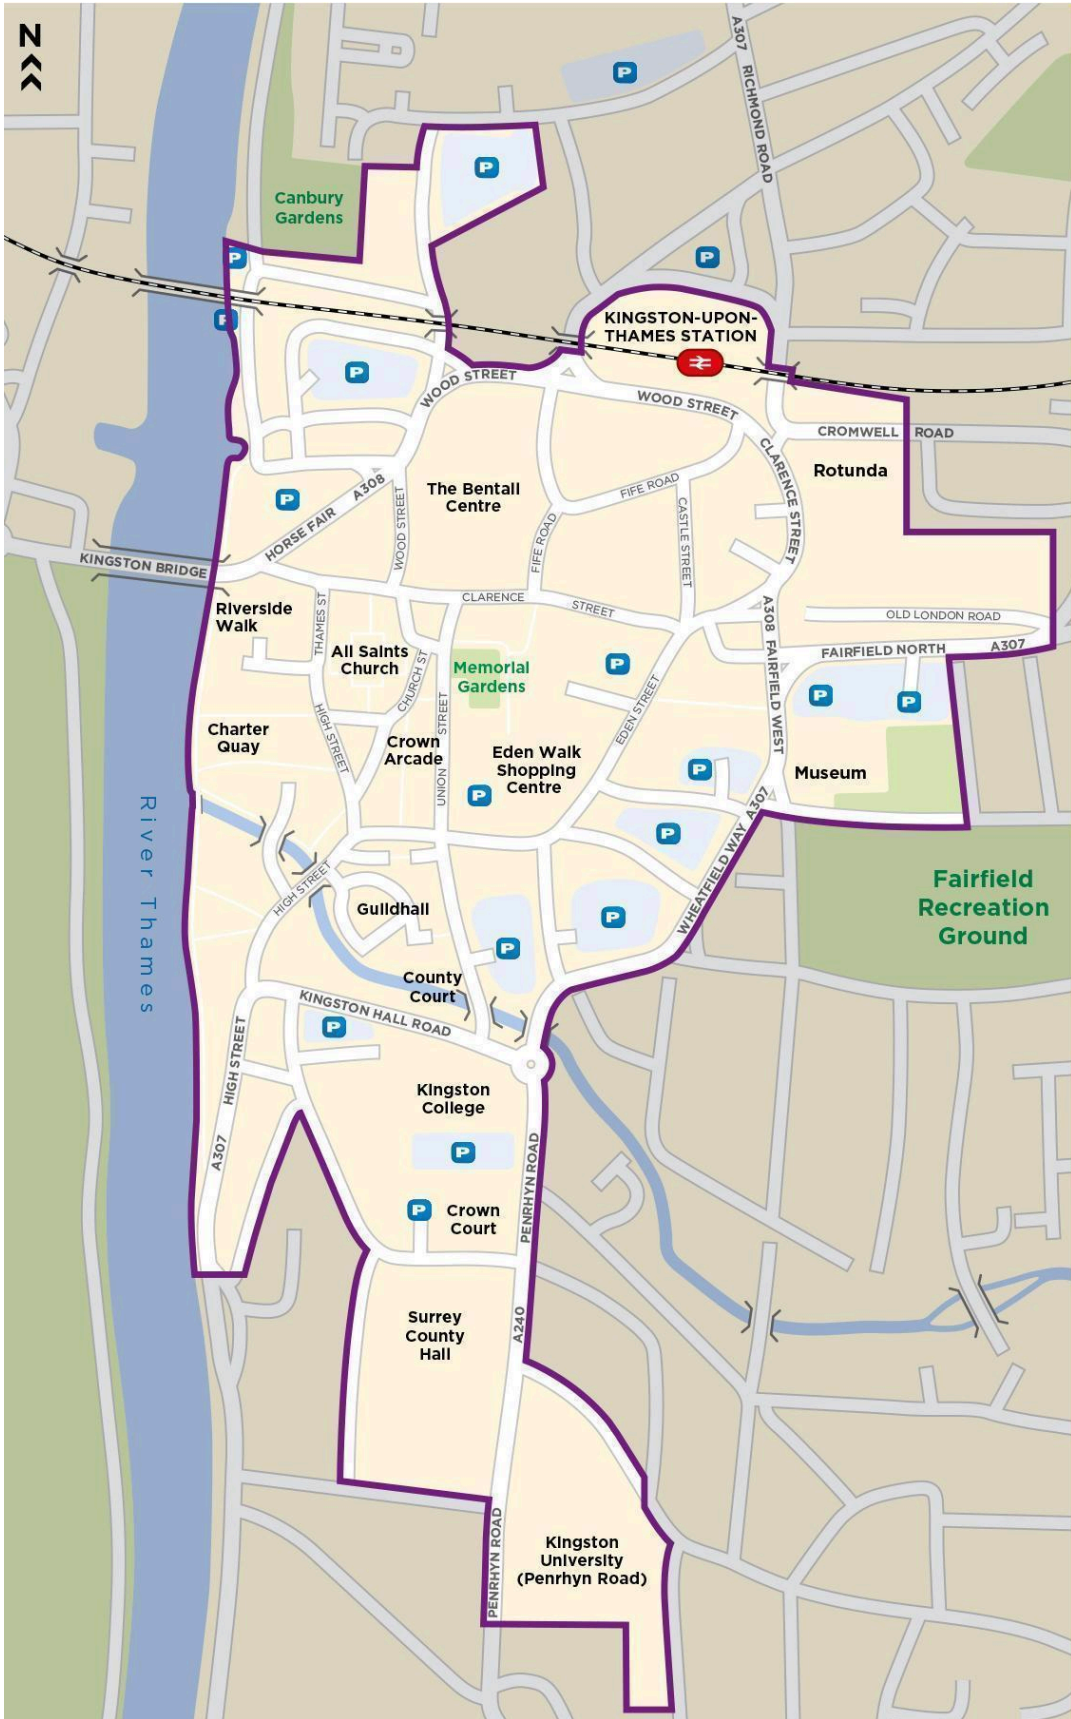 N
P
A307 RICHMOND ROAD
P
Canbury
Gardens
P
P
P
KINGSTON-UPON-
THAMES STATION
P
WOOD STREET
WOOD STREET
CROMWELL ROAD
CLARENCE STREET
Rotunda
A308
HORSE FAIR
P
WOOD STREET
The Bentall
Centre
FIFE ROAD
FIFE ROAD
CASTLE STREET
KINGSTON BRIDGE
CLARENCE STREET
Riverside
Walk
THAMES ST
All Saints
Church
CHURCH ST
Memorial
Gardens
P
A308 FAIRFIELD WEST
OLD LONDON ROAD
FAIRFIELD NORTH A307
P
P
EDEN STREET
HIGH STREET
UNION STREET
Charter
Quay
Crown
Arcade
Eden Walk
Shopping
Centre
P
P
Museum
River Thames
P
WHEATFIELD WAY A307
HIGH STREET
Guildhall
P
P
Fairfield
Recreation
Ground
County
Court
KINGSTON HALL ROAD
P
HIGH STREET
A307
Kingston
College
P
PENRHYN ROAD
P
Crown
Court
Surrey
County
Hall
A240
PENRHYN ROAD
Kingston
University
(Penrhyn Road)